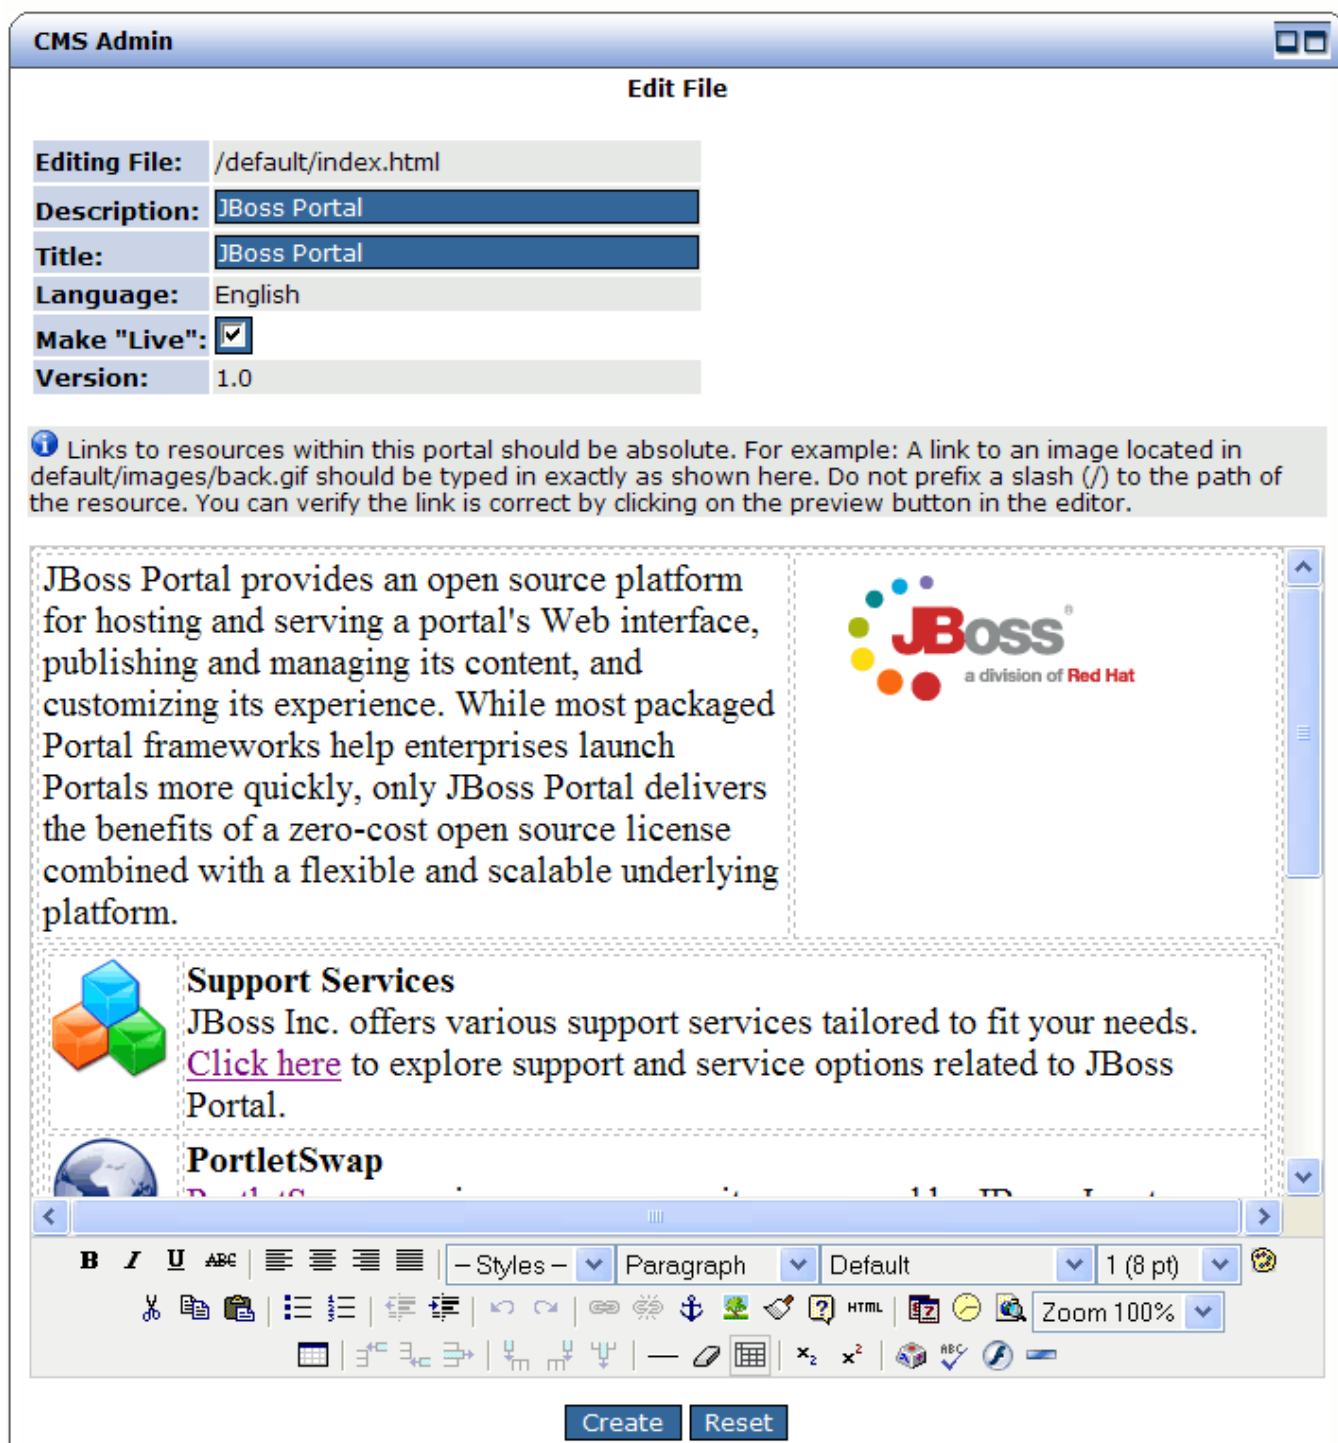 CMS Admin
Edit File
Editing File: /default/index.html
Description: JBoss Portal
Title: JBoss Portal
Language: English
Make "Live":
Version: 1.0
Links to resources within this portal should be absolute. For example: A link to an image located in
default/images/back.gif should be typed in exactly as shown here. Do not prefix a slash (/) to the path of
the resource. You can verify the link is correct by clicking on the preview button in the editor.
JBoss Portal provides an open source platform
for hosting and serving a portal's Web interface,
publishing and managing its content, and
customizing its experience. While most packaged
Portal frameworks help enterprises launch
Portals more quickly, only JBoss Portal delivers
the benefits of a zero-cost open source license
combined with a flexible and scalable underlying
platform.
JBoss®
a division of Red Hat
Support Services
JBoss Inc. offers various support services tailored to fit your needs.
Click here to explore support and service options related to JBoss
Portal.
PortletSwap
B I U ABC – Styles – Paragraph Default 1 (8 pt)
HTML Zoom 100%
x₂ x² ABC
Create Reset